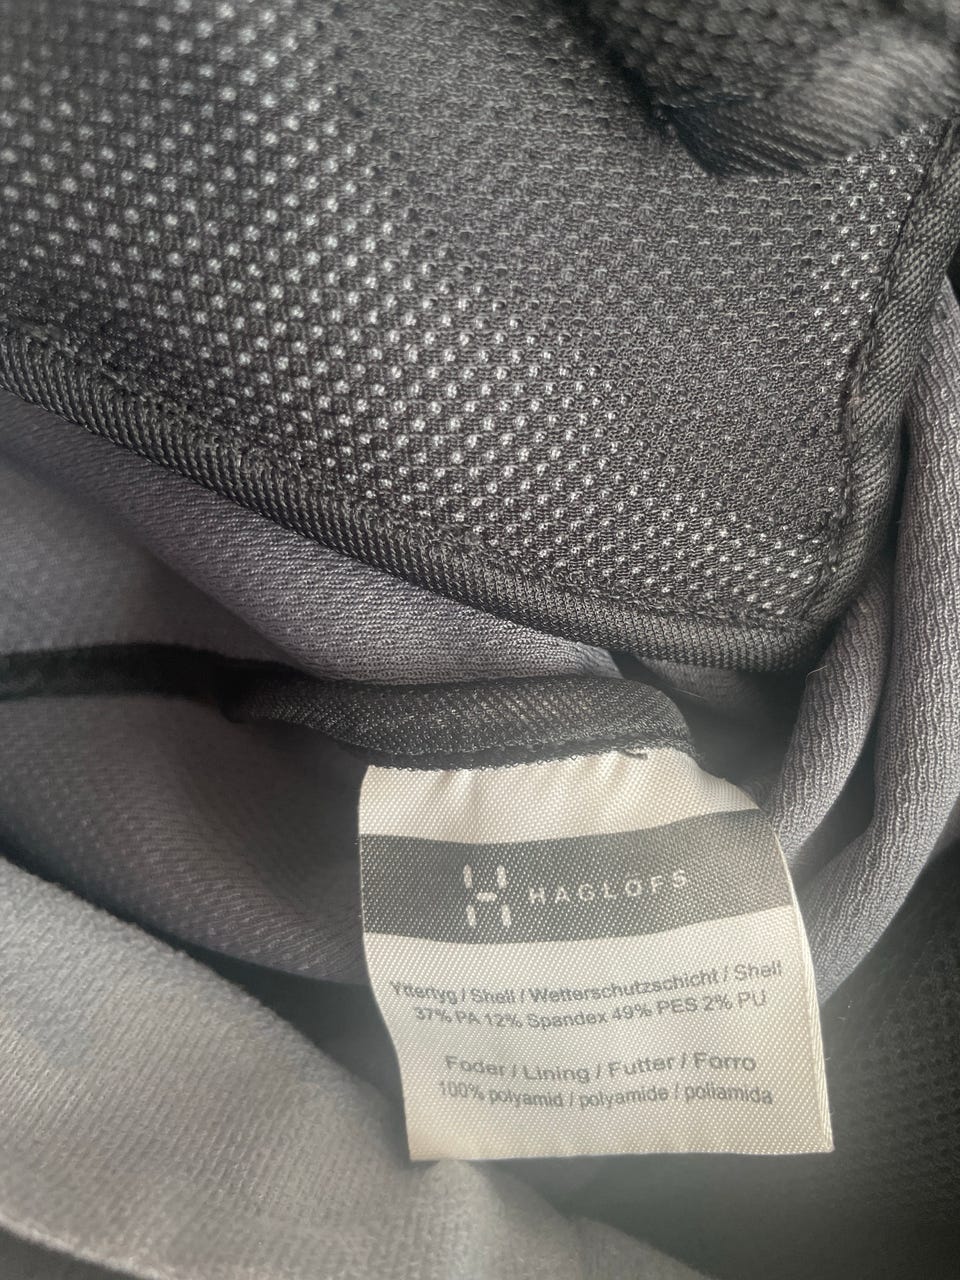 HAGLOFS
Yttertyg / Shell / Wetterschutzschicht / Shell
37% PA 12% Spandex 49% PES 2% PU
Foder / Lining / Futter / Forro
100% polyamid / polyamide / poliamida